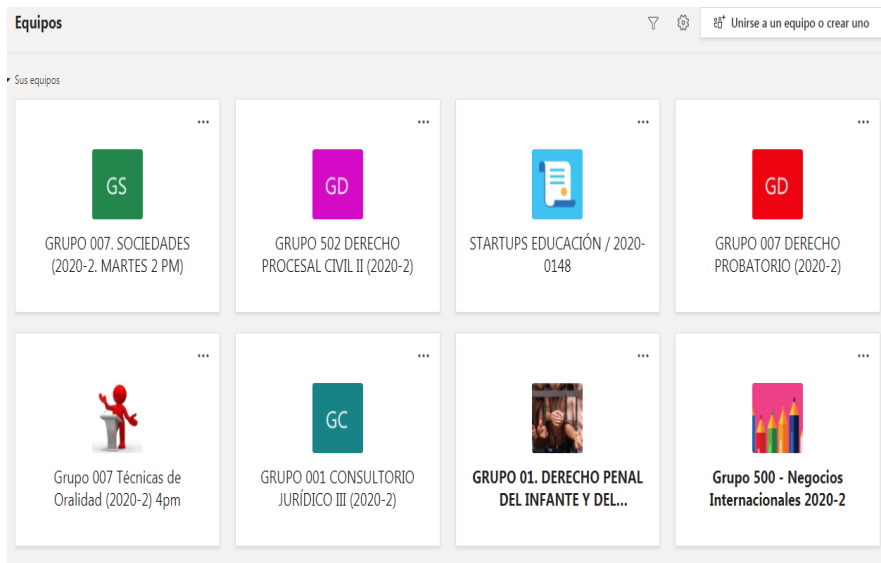 Equipos
Unirse a un equipo o crear uno
Sus equipos
GS
GRUPO 007. SOCIEDADES
(2020-2. MARTES 2 PM)
GD
GRUPO 502 DERECHO
PROCESAL CIVIL II (2020-2)
STARTUPS EDUCACIÓN / 2020-
0148
GD
GRUPO 007 DERECHO
PROBATORIO (2020-2)
Grupo 007 Técnicas de
Oralidad (2020-2) 4pm
GC
GRUPO 001 CONSULTORIO
JURÍDICO III (2020-2)
GRUPO 01. DERECHO PENAL
DEL INFANTE Y DEL...
Grupo 500 - Negocios
Internacionales 2020-2